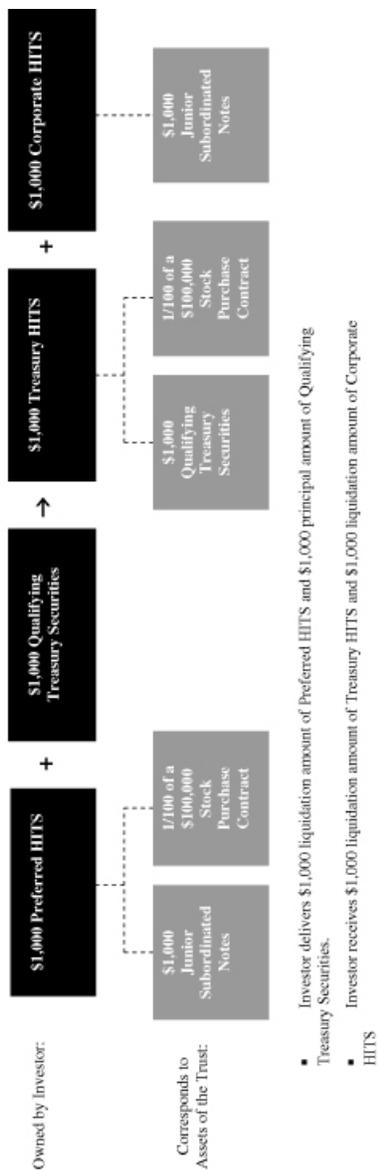 Owned by Investor:
$1,000 Preferred HITS
+
$1,000 Qualifying
Treasury Securities
→
$1,000 Treasury HITS
+
$1,000 Corporate HITS
Corresponds to
Assets of the Trust:
$1,000
Junior
Subordinated
Notes
1/100 of a
$100,000
Stock
Purchase
Contract
$1,000
Qualifying
Treasury
Securities
1/100 of a
$100,000
Stock
Purchase
Contract
$1,000
Junior
Subordinated
Notes
▪ Investor delivers $1,000 liquidation amount of Preferred HITS and $1,000 principal amount of Qualifying
Treasury Securities.
▪ Investor receives $1,000 liquidation amount of Treasury HITS and $1,000 liquidation amount of Corporate
HITS